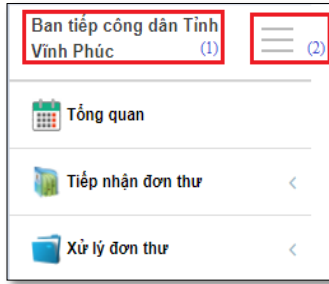 Ban tiếp công dân Tỉnh
Vĩnh Phúc (1)
(2)
Tổng quan
Tiếp nhận đơn thư
Xử lý đơn thư